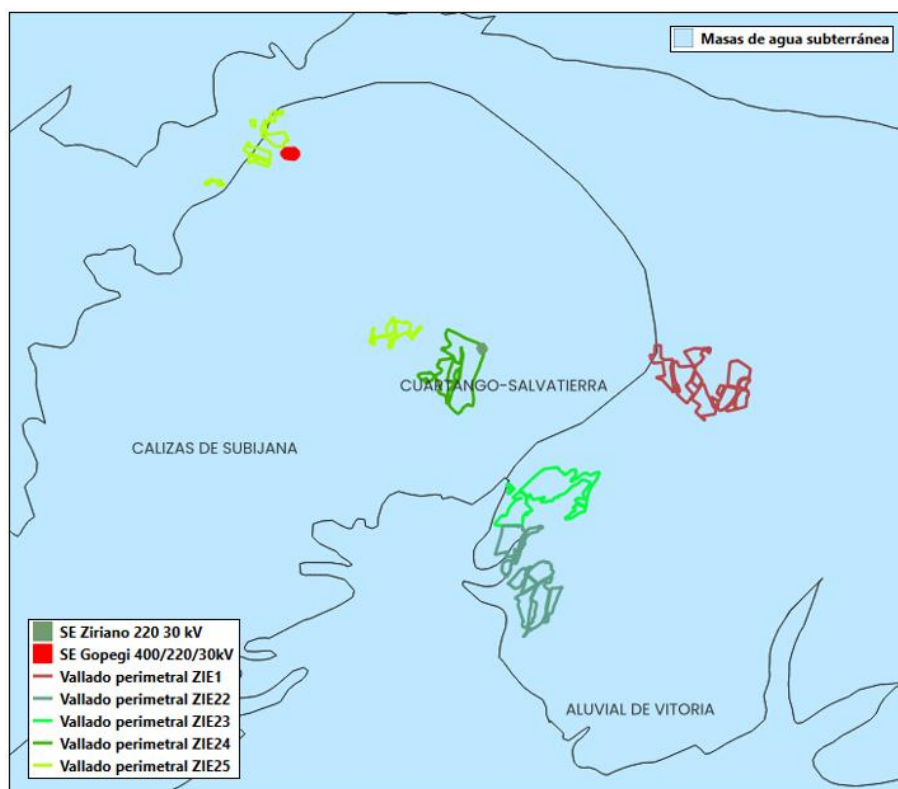 Masas de agua subterránea
CUARTANGO-SALVATIERRA
CALIZAS DE SUBIJANA
ALUVIAL DE VITORIA
SE Ziriano 220 30 kV
SE Gopegi 400/220/30kV
Vallado perimetral ZIE1
Vallado perimetral ZIE22
Vallado perimetral ZIE23
Vallado perimetral ZIE24
Vallado perimetral ZIE25